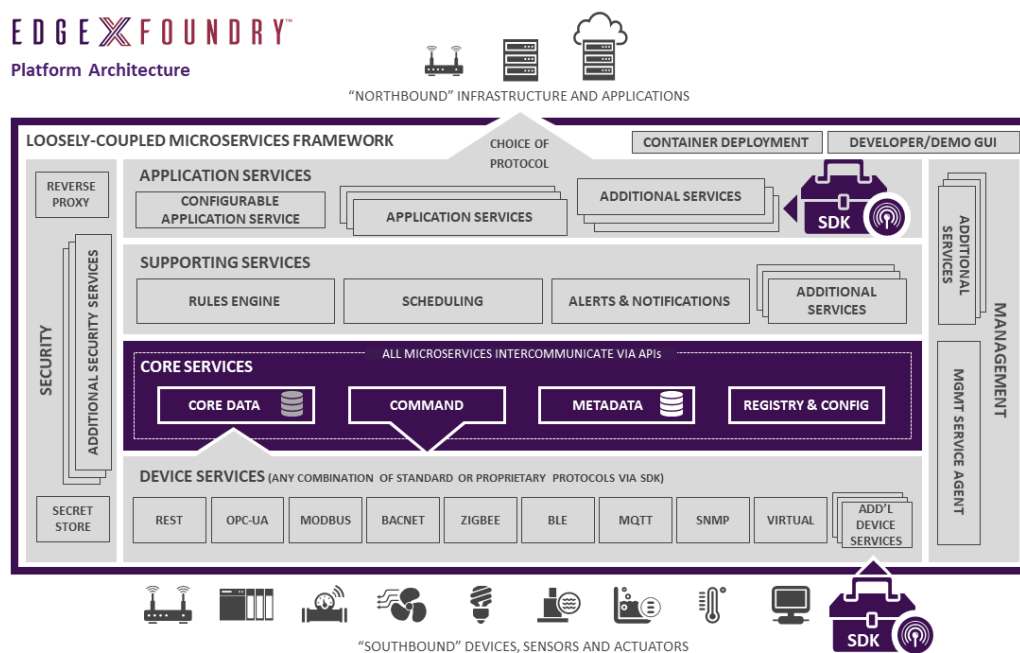 EDGE X FOUNDRY™
Platform Architecture
“NORTHBOUND” INFRASTRUCTURE AND APPLICATIONS
LOOSELY-COUPLED MICROSERVICES FRAMEWORK
CHOICE OF
PROTOCOL
CONTAINER DEPLOYMENT
DEVELOPER/DEMO GUI
REVERSE
PROXY
SECURITY
ADDITIONAL SECURITY SERVICES
SECRET
STORE
APPLICATION SERVICES
CONFIGURABLE
APPLICATION SERVICE
APPLICATION SERVICES
ADDITIONAL SERVICES
SDK
SUPPORTING SERVICES
RULES ENGINE
SCHEDULING
ALERTS & NOTIFICATIONS
ADDITIONAL
SERVICES
ALL MICROSERVICES INTERCOMMUNICATE VIA APIs
CORE SERVICES
CORE DATA
COMMAND
METADATA
REGISTRY & CONFIG
DEVICE SERVICES (ANY COMBINATION OF STANDARD OR PROPRIETARY PROTOCOLS VIA SDK)
REST
OPC-UA
MODBUS
BACNET
ZIGBEE
BLE
MQTT
SNMP
VIRTUAL
ADD'L
DEVICE
SERVICES
ADDITIONAL
SERVICES
MANAGEMENT
MGMT SERVICE AGENT
SDK
“SOUTHBOUND” DEVICES, SENSORS AND ACTUATORS